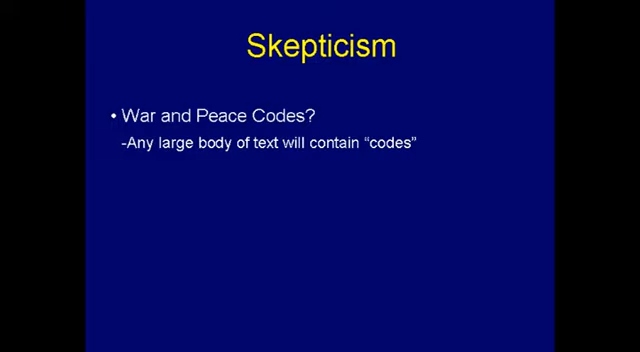 Skepticism
• War and Peace Codes?
-Any large body of text will contain “codes”